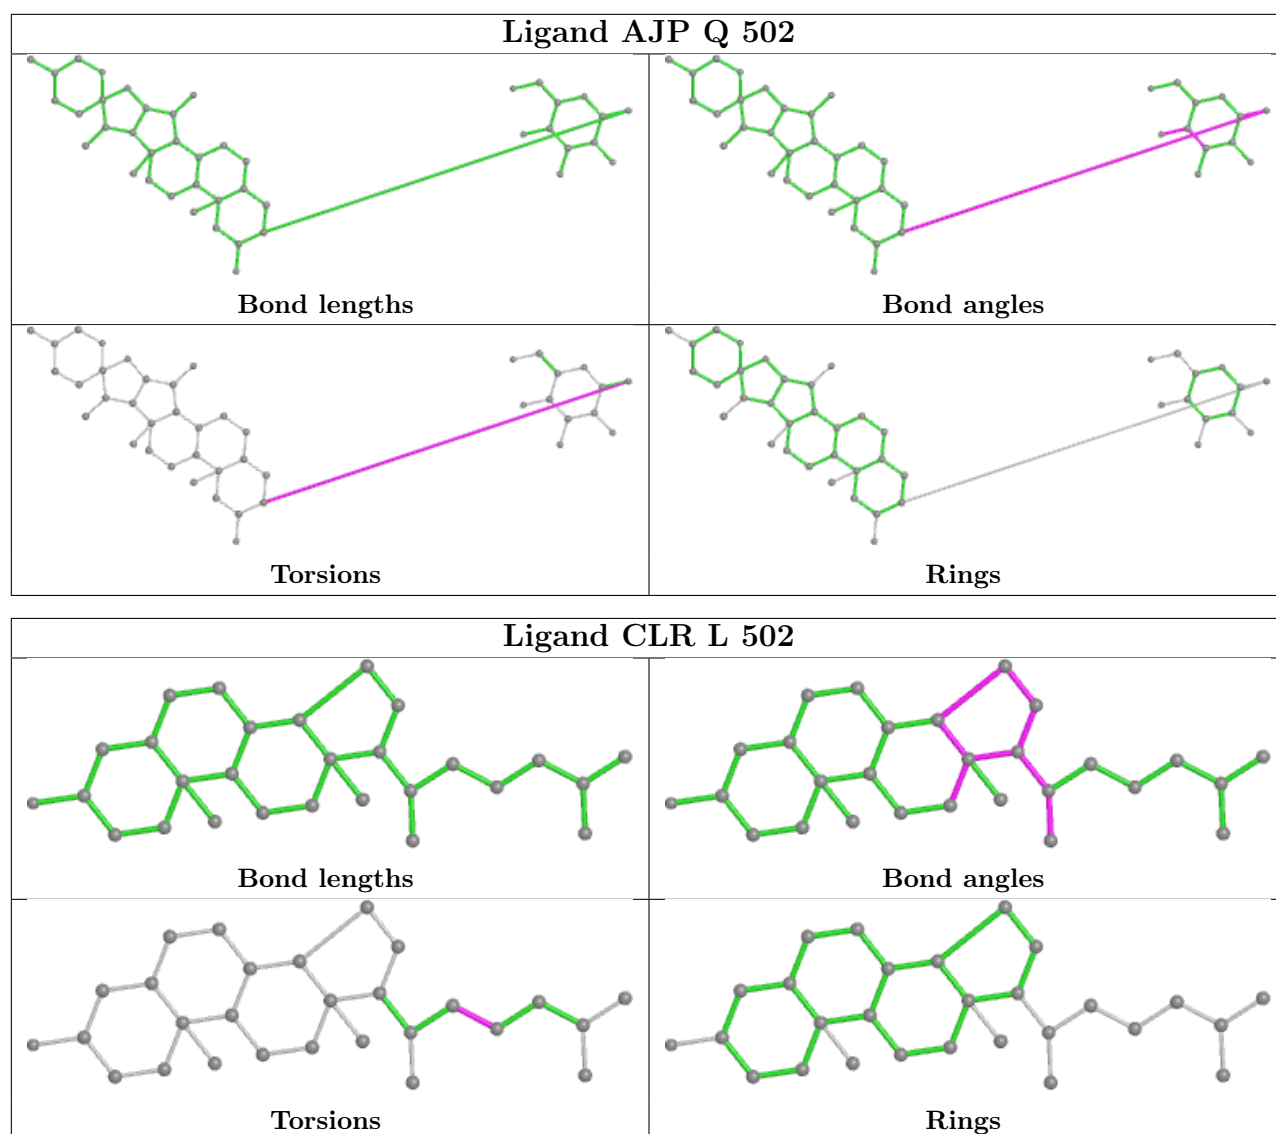 Ligand AJP Q 502
Bond lengths
Bond angles
Torsions
Rings
Ligand CLR L 502
Bond lengths
Bond angles
Torsions
Rings